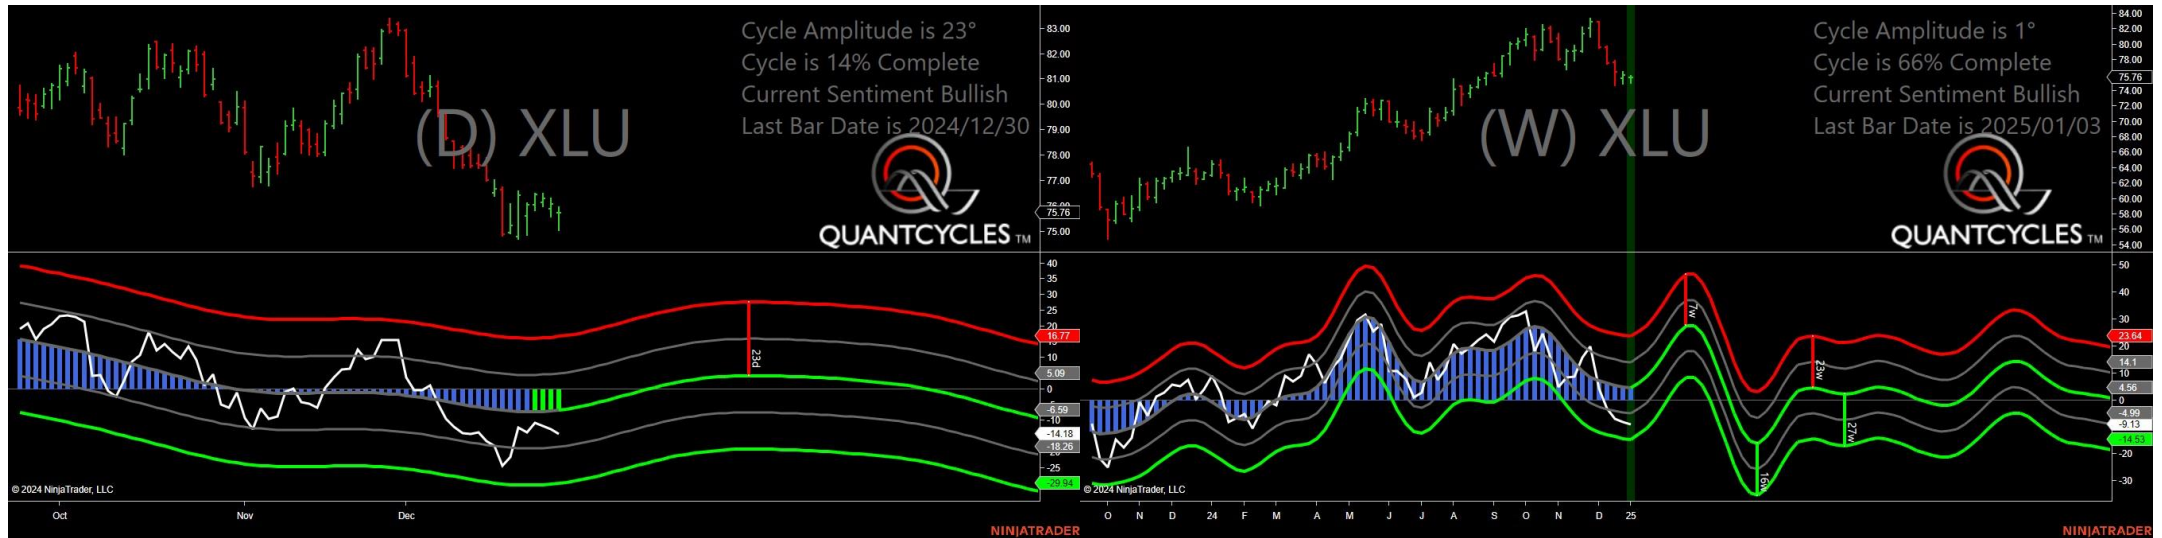 Cycle Amplitude is 23°
Cycle is 14% Complete
Current Sentiment Bullish
Last Bar Date is 2024/12/30
(D) XLU
QUANTCYCLES TM
83.00
82.00
81.00
80.00
79.00
78.00
77.00
76.00
75.76
75.00
40
35
30
25
20
16.77
10
5.09
0
-6.59
-10
-14.18
-18.26
-25
-29.94
23d
© 2024 NinjaTrader, LLC
Oct Nov Dec
NINJATRADER
Cycle Amplitude is 1°
Cycle is 66% Complete
Current Sentiment Bullish
Last Bar Date is 2025/01/03
(W) XLU
QUANTCYCLES TM
84.00
82.00
80.00
78.00
75.76
74.00
72.00
70.00
68.00
66.00
64.00
62.00
60.00
58.00
56.00
54.00
50
40
30
23.64
20
14.1
10
4.56
0
-4.99
-9.13
-14.53
-20
-30
7w
16w
23w
27w
© 2024 NinjaTrader, LLC
O N D 24 F M A M J J A S O N D 25
NINJATRADER